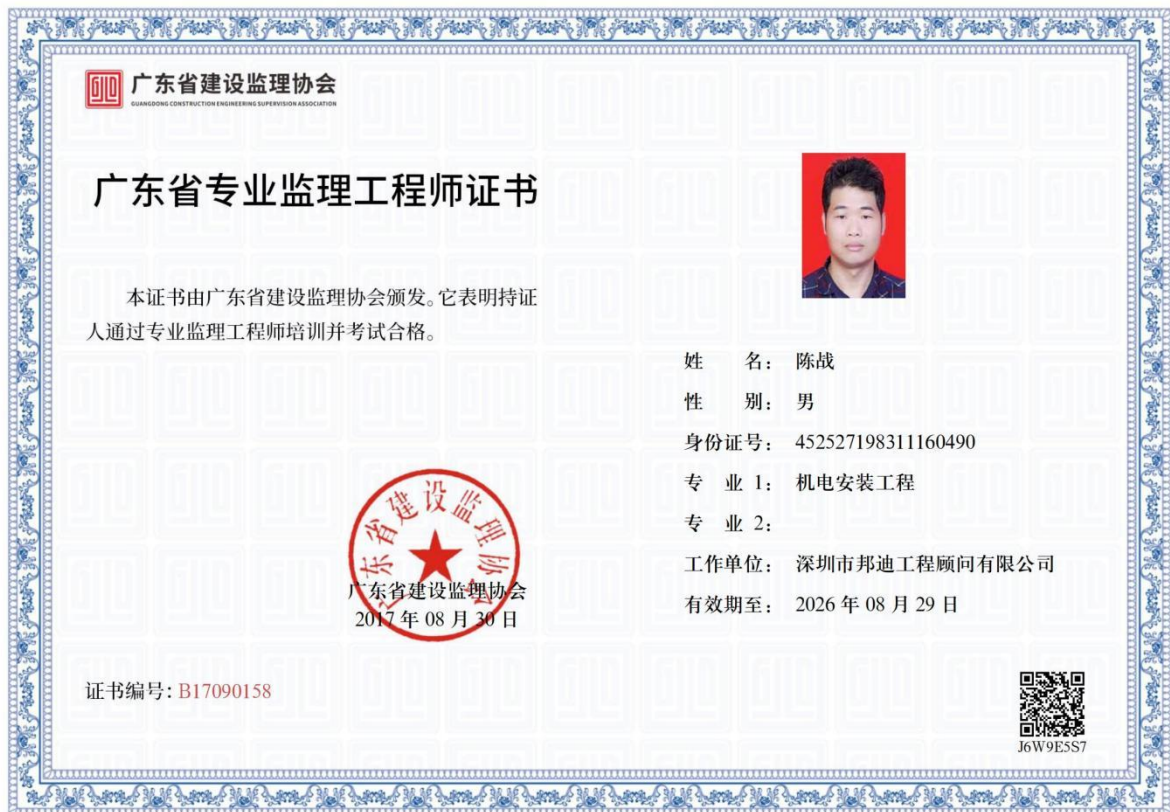 广东省建设监理协会
GUANGDONG CONSTRUCTION ENGINEERING SUPERVISION ASSOCIATION
广东省专业监理工程师证书
本证书由广东省建设监理协会颁发。它表明持证
人通过专业监理工程师培训并考试合格。
姓 名： 陈战
性 别： 男
身份证号： 452527198311160490
专 业 1： 机电安装工程
专 业 2：
工作单位： 深圳市邦迪工程顾问有限公司
有效期至： 2026 年 08 月 29 日
广东省建设监理协会
广东省建设监理协会
2017 年 08 月 30 日
证书编号：B17090158
J6W9E5S7